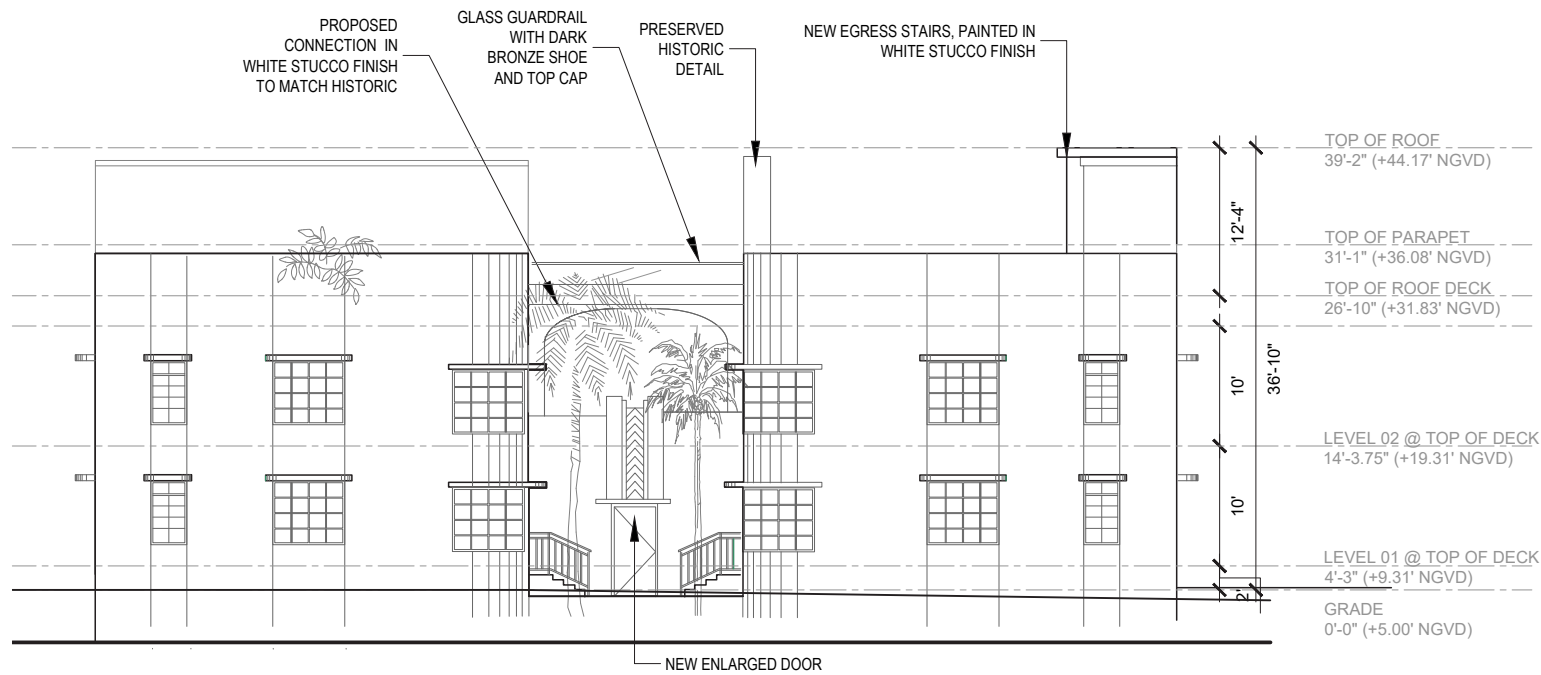 PROPOSED
CONNECTION IN
WHITE STUCCO FINISH
TO MATCH HISTORIC
GLASS GUARDRAIL
WITH DARK
BRONZE SHOE
AND TOP CAP
PRESERVED
HISTORIC
DETAIL
NEW EGRESS STAIRS, PAINTED IN
WHITE STUCCO FINISH
TOP OF ROOF
39'-2" (+44.17' NGVD)
TOP OF PARAPET
31'-1" (+36.08' NGVD)
TOP OF ROOF DECK
26'-10" (+31.83' NGVD)
LEVEL 02 @ TOP OF DECK
14'-3.75" (+19.31' NGVD)
LEVEL 01 @ TOP OF DECK
4'-3" (+9.31' NGVD)
GRADE
0'-0" (+5.00' NGVD)
12'-4"
10'
10'
2'
36'-10"
NEW ENLARGED DOOR